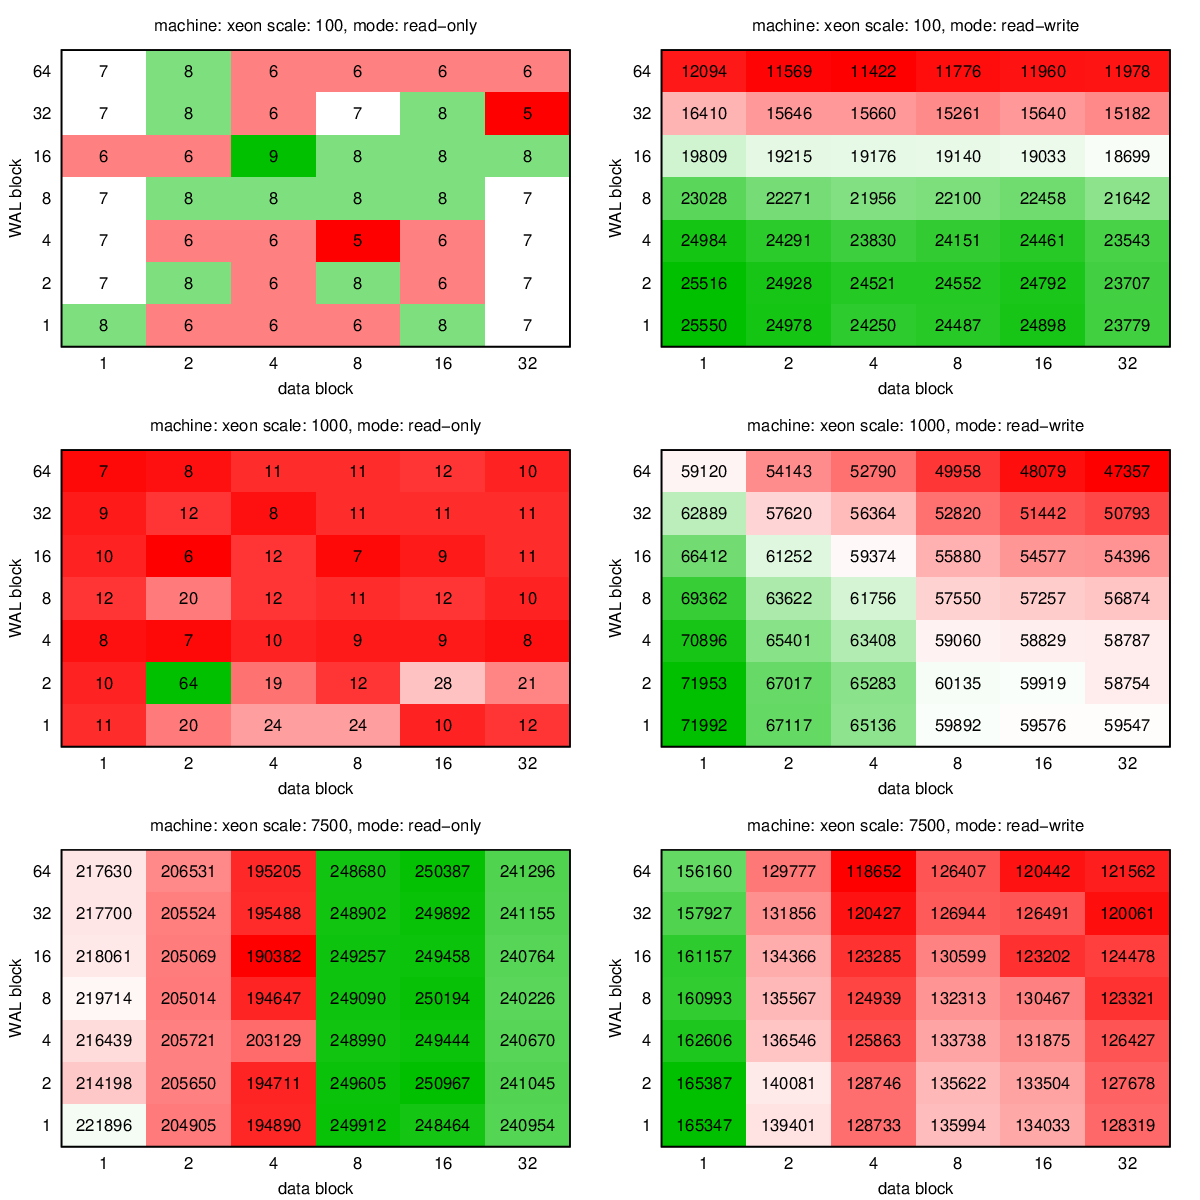 machine: xeon scale: 100, mode: read−only
64 7 8 6 6 6 6
32 7 8 6 7 8 5
16 6 6 9 8 8 8
8 7 8 8 8 8 7
4 7 6 6 5 6 7
2 7 8 6 8 6 7
1 8 6 6 6 8 7
WAL block
1 2 4 8 16 32
data block
machine: xeon scale: 100, mode: read−write
64 12094 11569 11422 11776 11960 11978
32 16410 15646 15660 15261 15640 15182
16 19809 19215 19176 19140 19033 18699
8 23028 22271 21956 22100 22458 21642
4 24984 24291 23830 24151 24461 23543
2 25516 24928 24521 24552 24792 23707
1 25550 24978 24250 24487 24898 23779
WAL block
1 2 4 8 16 32
data block
machine: xeon scale: 1000, mode: read−only
64 7 8 11 11 12 10
32 9 12 8 11 11 11
16 10 6 12 7 9 11
8 12 20 12 11 12 10
4 8 7 10 9 9 8
2 10 64 19 12 28 21
1 11 20 24 24 10 12
WAL block
1 2 4 8 16 32
data block
machine: xeon scale: 1000, mode: read−write
64 59120 54143 52790 49958 48079 47357
32 62889 57620 56364 52820 51442 50793
16 66412 61252 59374 55880 54577 54396
8 69362 63622 61756 57550 57257 56874
4 70896 65401 63408 59060 58829 58787
2 71953 67017 65283 60135 59919 58754
1 71992 67117 65136 59892 59576 59547
WAL block
1 2 4 8 16 32
data block
machine: xeon scale: 7500, mode: read−only
64 217630 206531 195205 248680 250387 241296
32 217700 205524 195488 248902 249892 241155
16 218061 205069 190382 249257 249458 240764
8 219714 205014 194647 249090 250194 240226
4 216439 205721 203129 248990 249444 240670
2 214198 205650 194711 249605 250967 241045
1 221896 204905 194890 249912 248464 240954
WAL block
1 2 4 8 16 32
data block
machine: xeon scale: 7500, mode: read−write
64 156160 129777 118652 126407 120442 121562
32 157927 131856 120427 126944 126491 120061
16 161157 134366 123285 130599 123202 124478
8 160993 135567 124939 132313 130467 123321
4 162606 136546 125863 133738 131875 126427
2 165387 140081 128746 135622 133504 127678
1 165347 139401 128733 135994 134033 128319
WAL block
1 2 4 8 16 32
data block